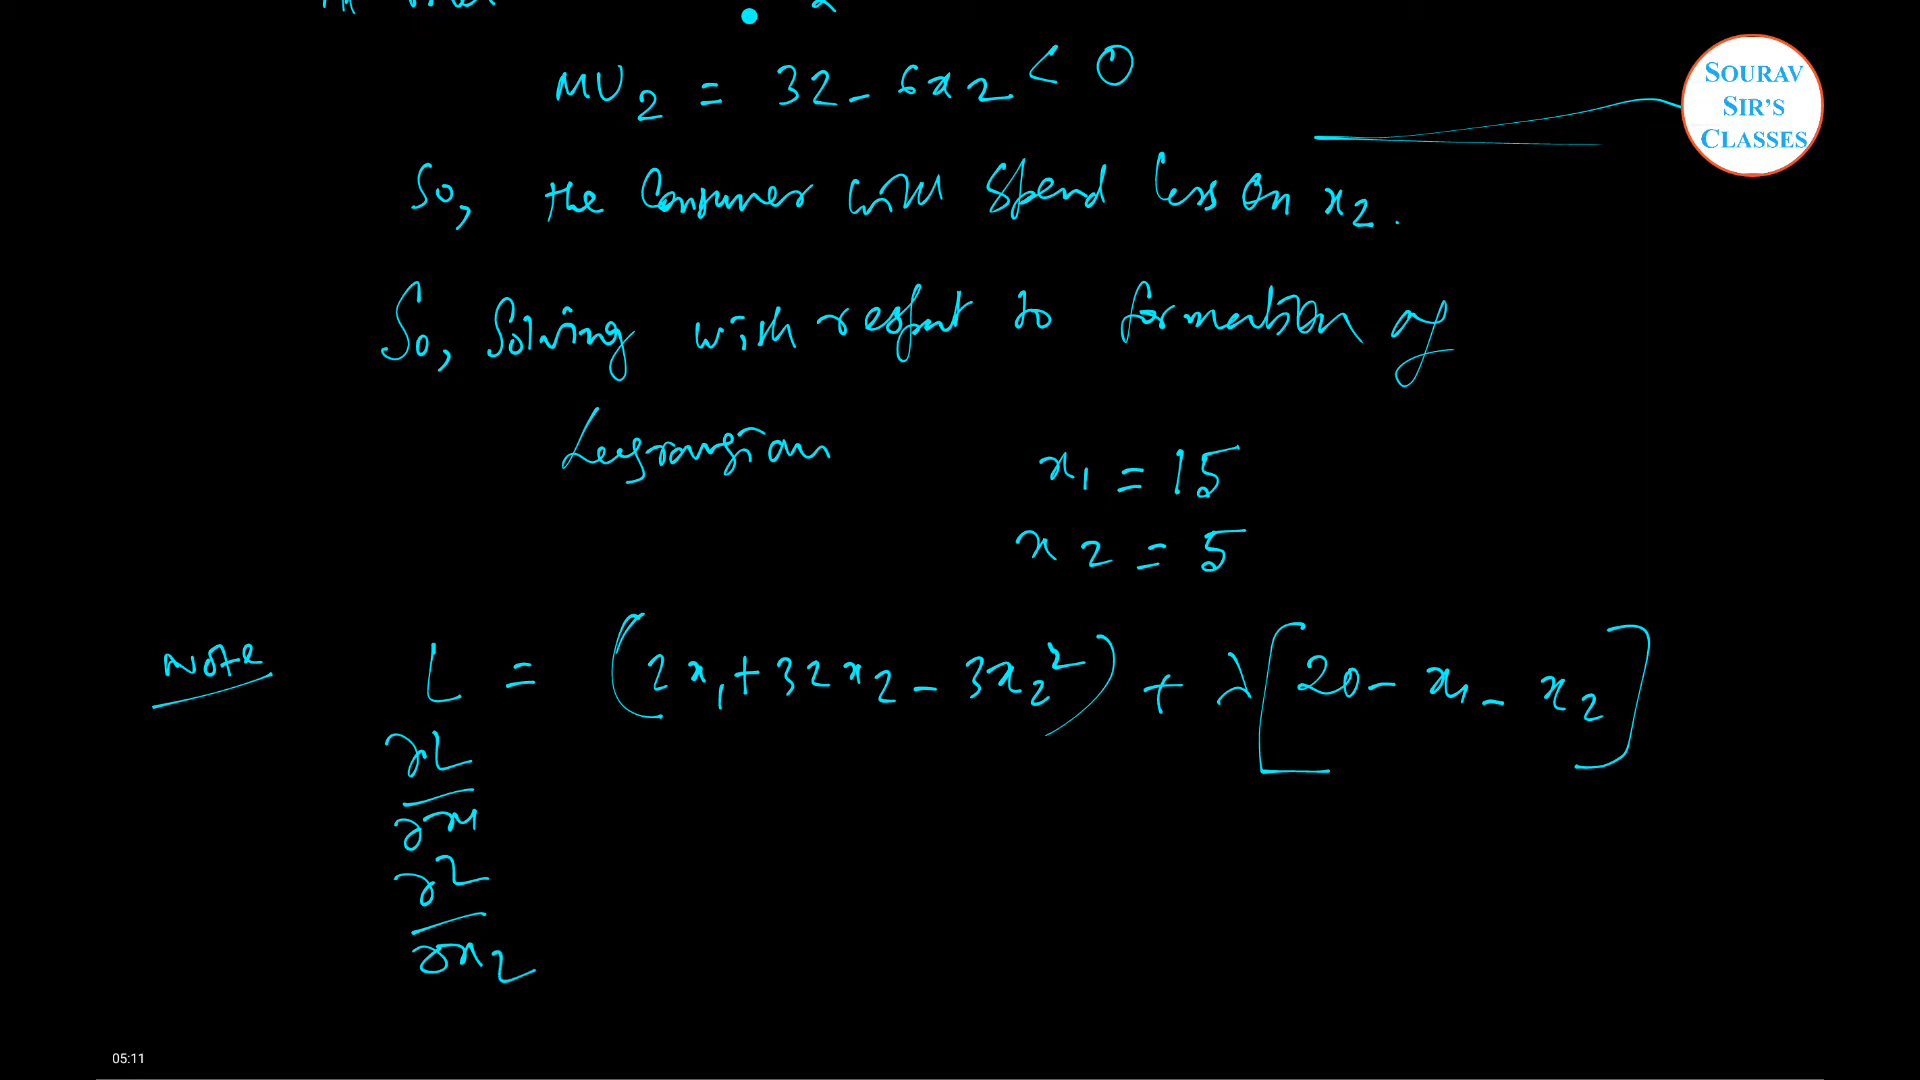 MU2 = 32 - 6x2 < 0
SOURAV
SIR'S
CLASSES
So, the Consumer will spend less on x2.
So, Solving with respect to formation of
Lagrangian
x1 = 15
x2 = 5
Note L = (2x1 + 32x2 - 3x2²) + λ[20 - x1 - x2]
∂L
∂x1
∂L
∂x2
05:11